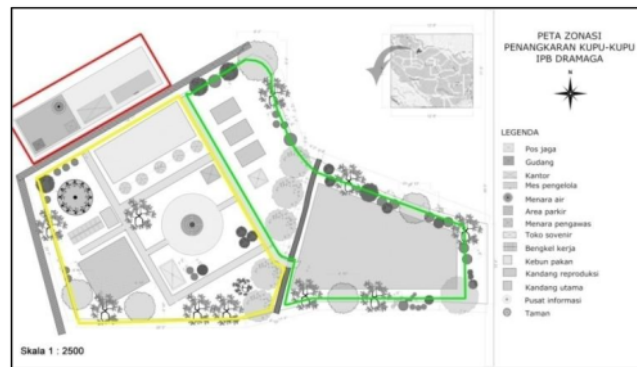 PETA ZONASI
PENANGKARAN KUPU-KUPU
IPB DRAMAGA
N
LEGENDA
Pos jaga
Gudang
Kantor
Mes pengelola
Menara air
Area parkir
Menara pengawas
Toko sovenir
Bengkel kerja
Kebun pakan
Kandang reproduksi
Kandang utama
Pusat informasi
Taman
Skala 1 : 2500